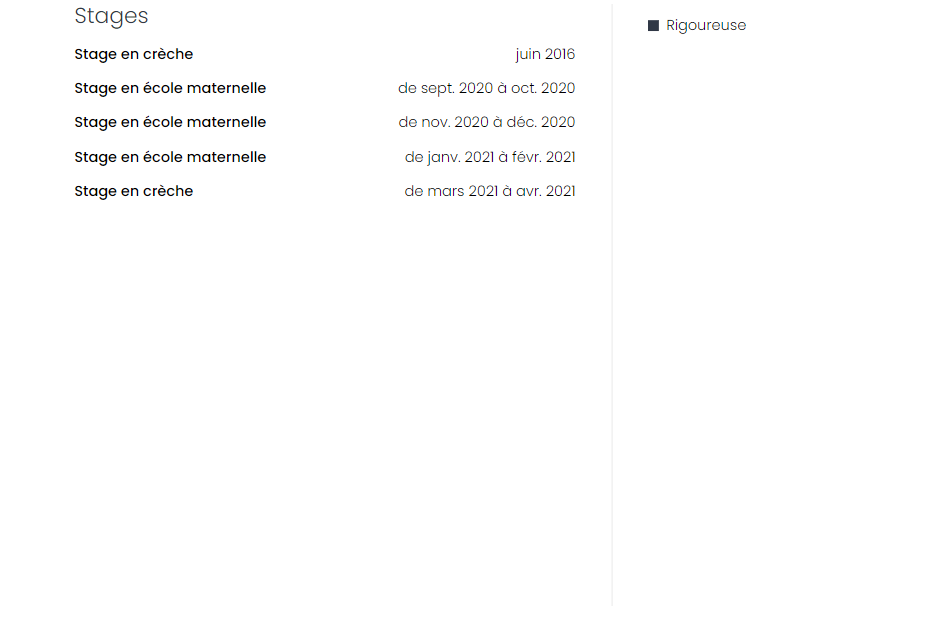 Stages
Stage en crèche juin 2016
Stage en école maternelle de sept. 2020 à oct. 2020
Stage en école maternelle de nov. 2020 à déc. 2020
Stage en école maternelle de janv. 2021 à févr. 2021
Stage en crèche de mars 2021 à avr. 2021
Rigoureuse